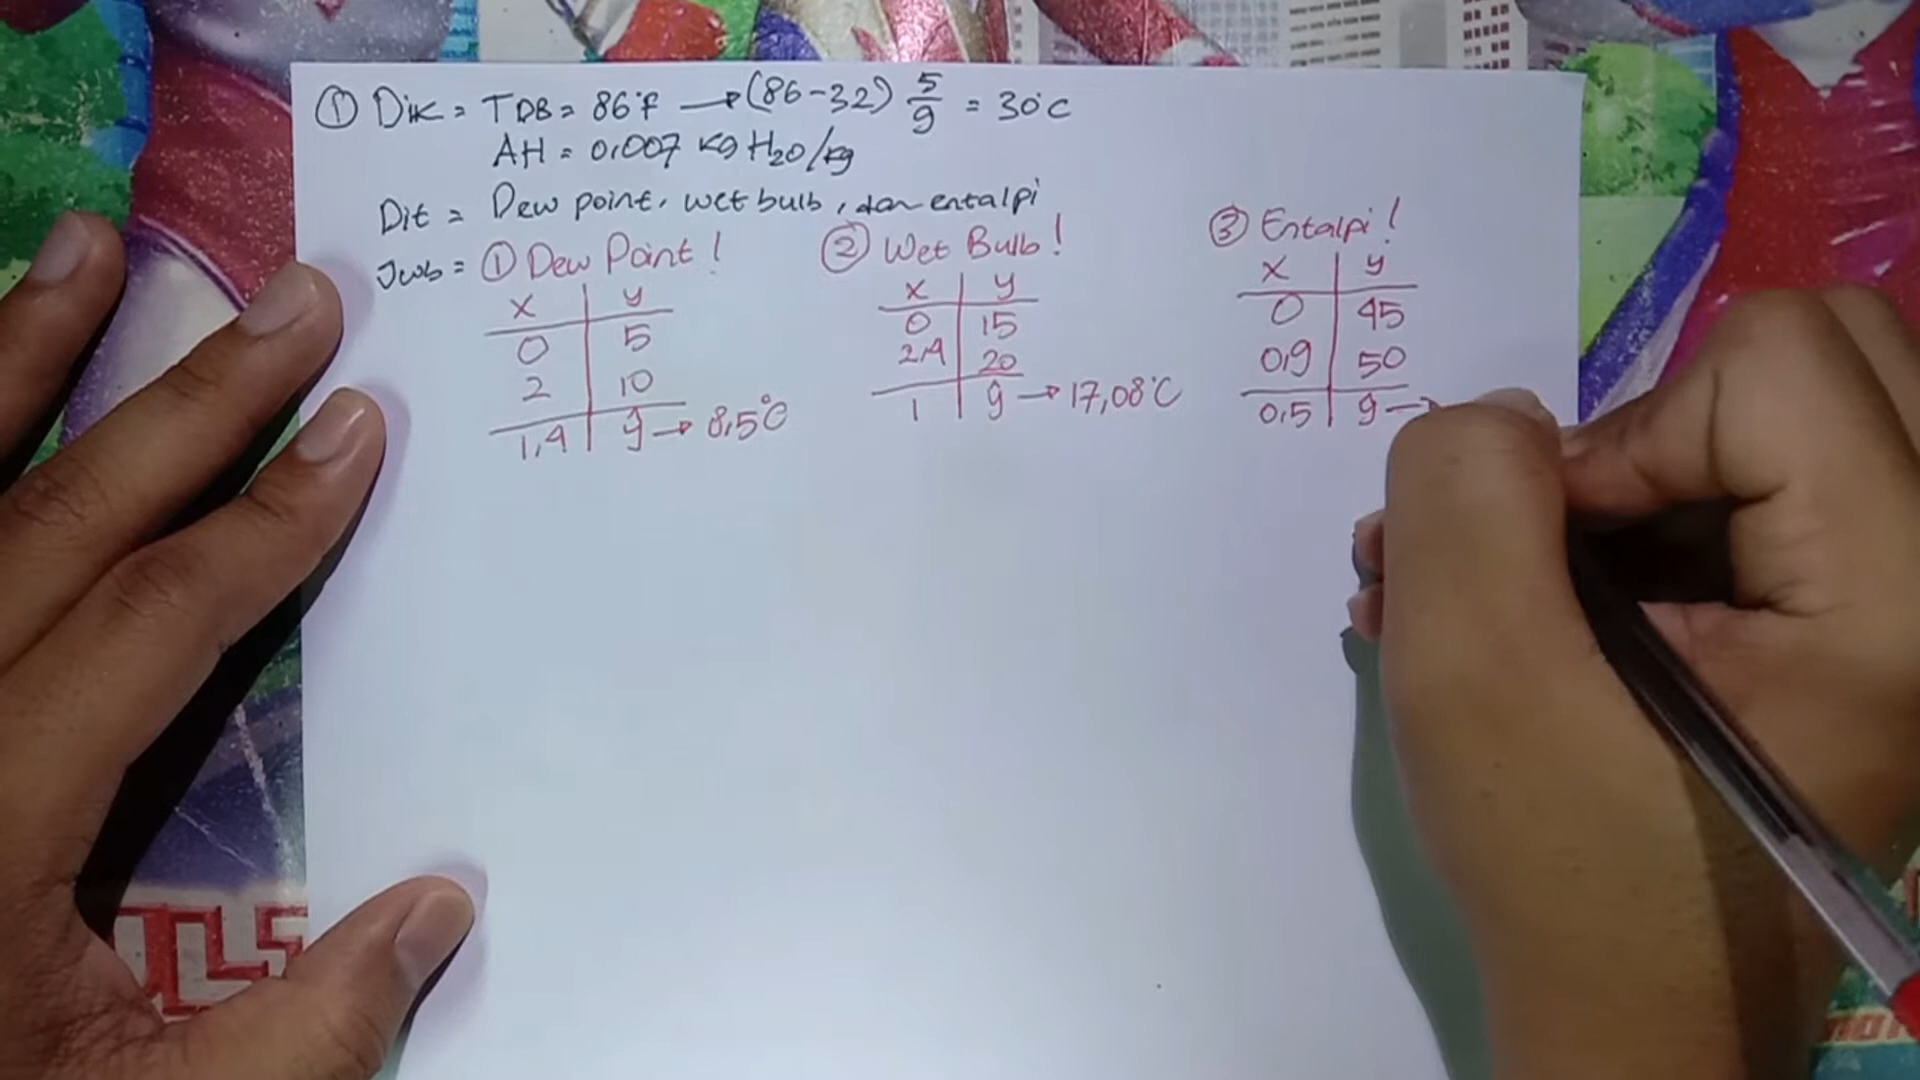 ① Dik = TDB = 86°F → (86-32) 5/9 = 30°C
AH = 0,007 kg H2O/kg
Dit = Dew point, wet bulb, dan entalpi
Jwb = ① Dew Point!
x | y
0 | 5
2 | 10
1,4 | y → 8,5°C
② Wet Bulb!
x | y
0 | 15
2,4 | 20
1 | y → 17,08°C
③ Entalpi!
x | y
0 | 45
0,9 | 50
0,5 | y →